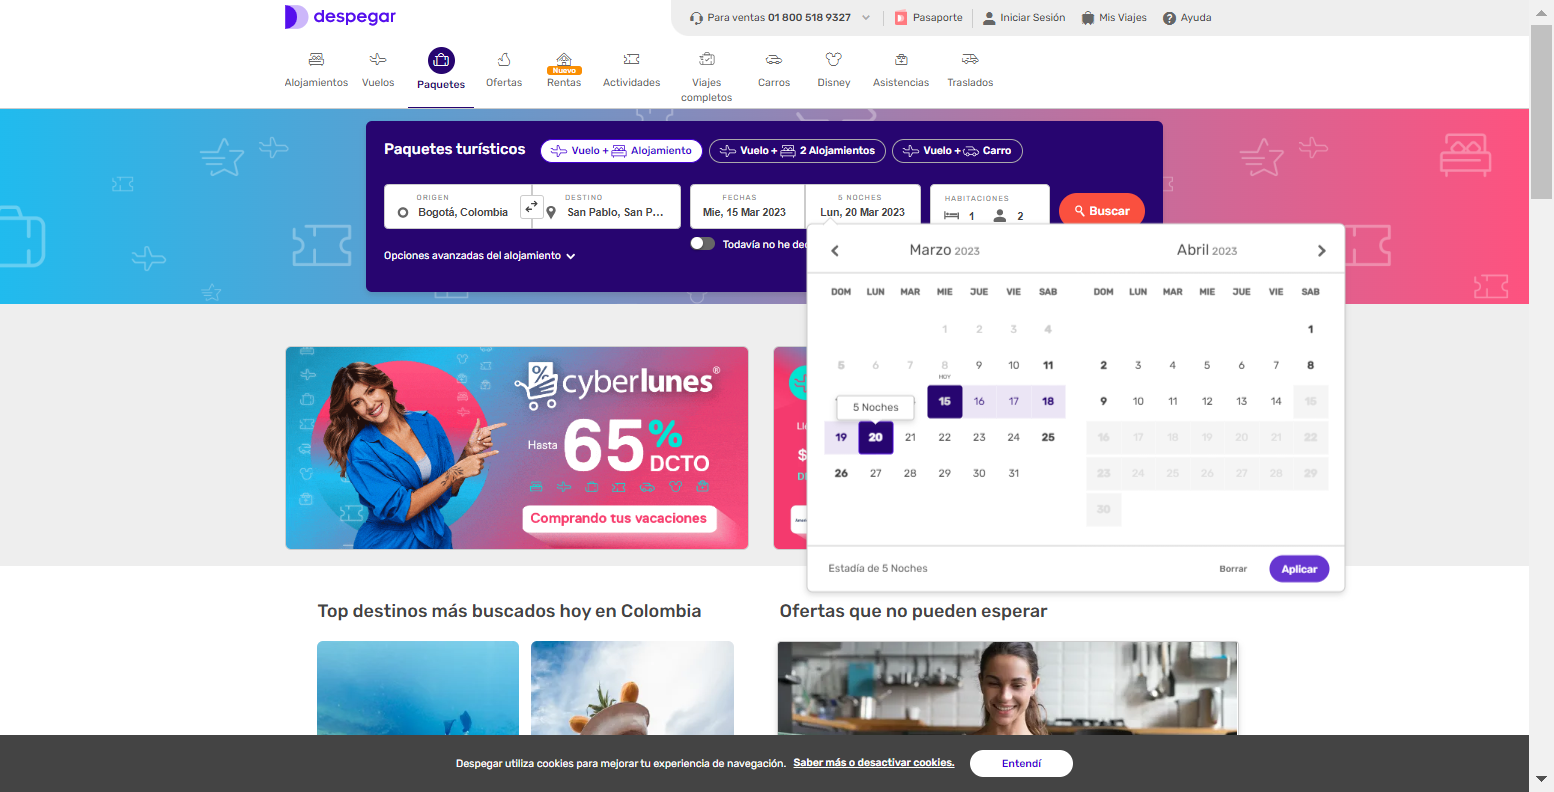 despegar
Para ventas 01 800 518 9327
Pasaporte
Iniciar Sesión
Mis Viajes
Ayuda
Alojamientos
Vuelos
Paquetes
Ofertas
Nuevo
Rentas
Actividades
Viajes
completos
Carros
Disney
Asistencias
Traslados
Paquetes turísticos
Vuelo + Alojamiento
Vuelo + 2 Alojamientos
Vuelo + Carro
ORIGEN
Bogotá, Colombia
DESTINO
San Pablo, San P...
FECHAS
Mie, 15 Mar 2023
5 NOCHES
Lun, 20 Mar 2023
HABITACIONES
1 2
Buscar
Todavía no he dec
Opciones avanzadas del alojamiento
Marzo 2023
DOM LUN MAR MIE JUE VIE SAB
1 2 3 4
5 6 7 8 9 10 11
HOY
15 16 17 18
5 Noches
19 20 21 22 23 24 25
26 27 28 29 30 31
Abril 2023
DOM LUN MAR MIE JUE VIE SAB
1
2 3 4 5 6 7 8
9 10 11 12 13 14 15
16 17 18 19 20 21 22
23 24 25 26 27 28 29
30
Estadía de 5 Noches
Borrar
Aplicar
cyberlunes®
Hasta 65% DCTO
Comprando tus vacaciones
$
Top destinos más buscados hoy en Colombia
Ofertas que no pueden esperar
Despegar utiliza cookies para mejorar tu experiencia de navegación. Saber más o desactivar cookies.
Entendí